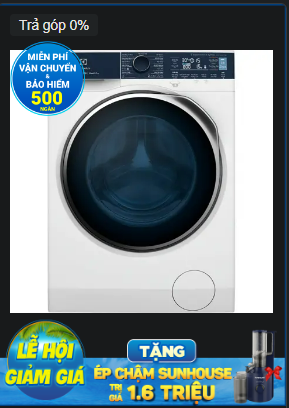 Trả góp 0%
MIỄN PHÍ
VẬN CHUYỂN
&
BẢO HIỂM
500
NGÀN
LỄ HỘI
GIẢM GIÁ
TẶNG
ÉP CHẬM SUNHOUSE
TRỊ GIÁ 1.6 TRIỆU